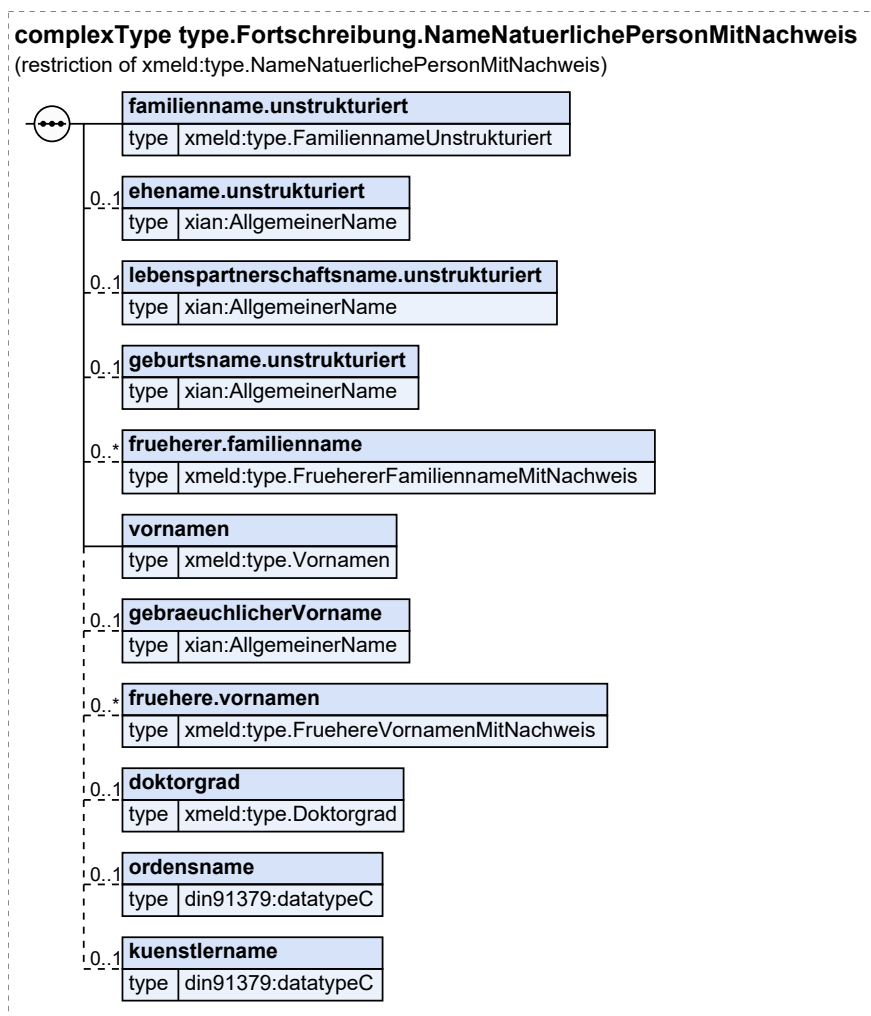 complexType type.Fortschreibung.NameNatuerlichePersonMitNachweis
(restriction of xmeld:type.NameNatuerlichePersonMitNachweis)
familienname.unstrukturiert
type xmeld:type.FamiliennameUnstrukturiert
0..1 ehename.unstrukturiert
type xian:AllgemeinerName
0..1 lebenspartnerschaftsname.unstrukturiert
type xian:AllgemeinerName
0..1 geburtsname.unstrukturiert
type xian:AllgemeinerName
0..* frueherer.familienname
type xmeld:type.FruehererFamiliennameMitNachweis
vornamen
type xmeld:type.Vornamen
0..1 gebraeuchlicherVorname
type xian:AllgemeinerName
0..* fruehere.vornamen
type xmeld:type.FruehereVornamenMitNachweis
0..1 doktorgrad
type xmeld:type.Doktorgrad
0..1 ordensname
type din91379:datatypeC
0..1 kuenstlername
type din91379:datatypeC